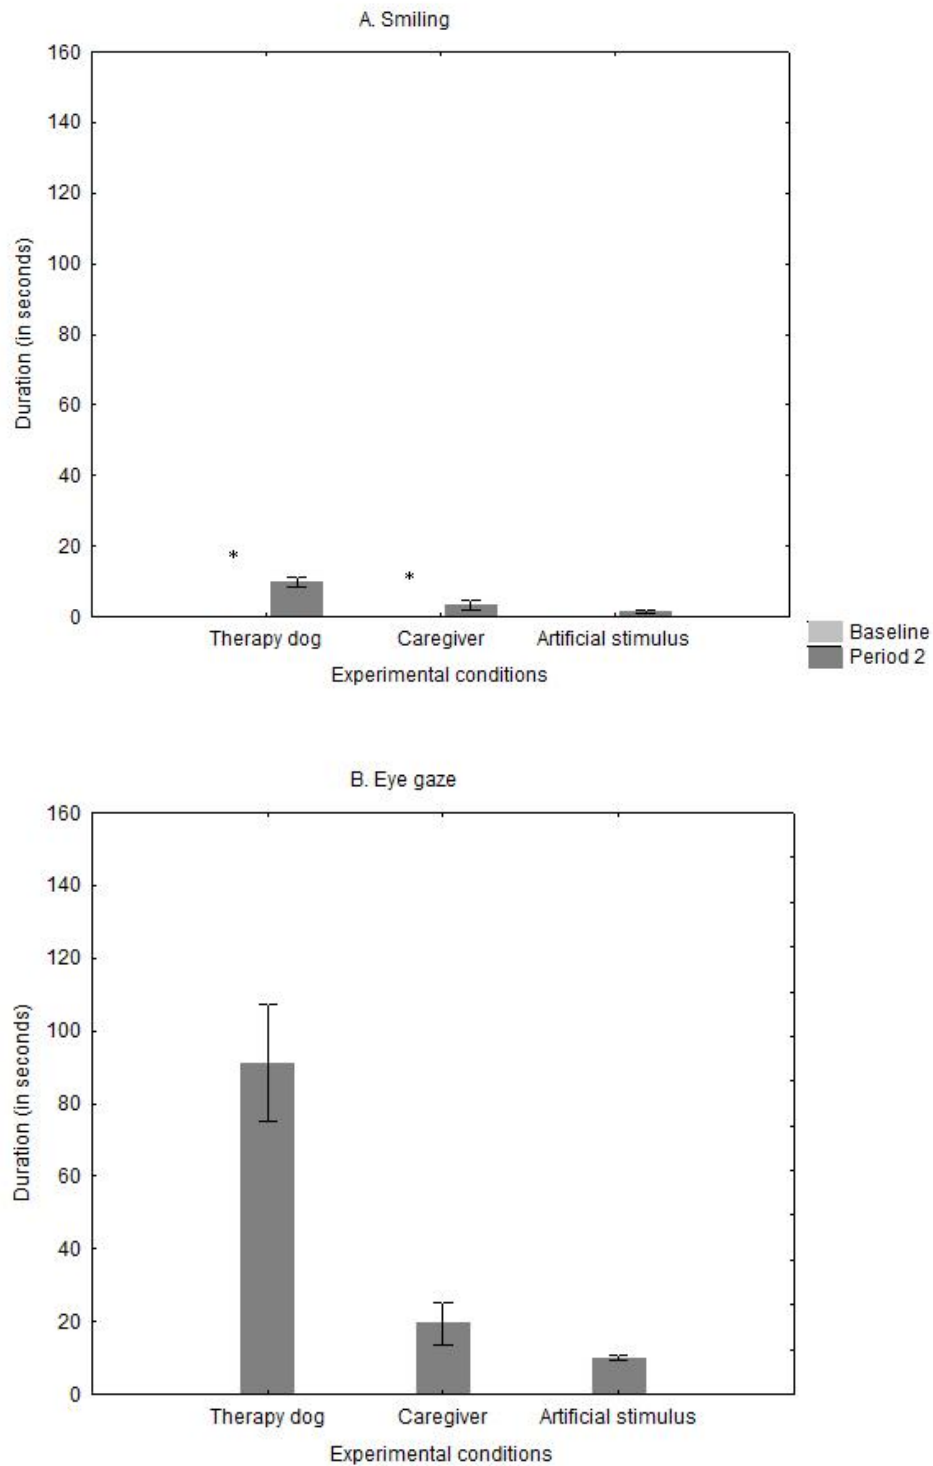 A. Smiling
160
140
120
100
80
60
40
20
0
Duration (in seconds)
*
*
Therapy dog Caregiver Artificial stimulus
Experimental conditions
Baseline
Period 2
B. Eye gaze
160
140
120
100
80
60
40
20
0
Duration (in seconds)
Therapy dog Caregiver Artificial stimulus
Experimental conditions